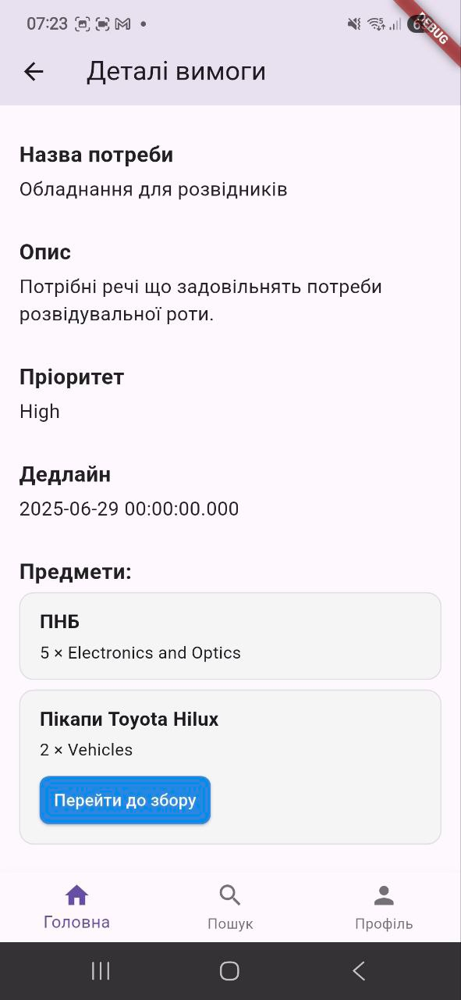 07:23
DEBUG
Деталі вимоги
Назва потреби
Обладнання для розвідників
Опис
Потрібні речі що задовільнять потреби
розвідувальної роти.
Пріоритет
High
Дедлайн
2025-06-29 00:00:00.000
Предмети:
ПНБ
5 × Electronics and Optics
Пікапи Toyota Hilux
2 × Vehicles
Перейти до збору
Головна
Пошук
Профіль